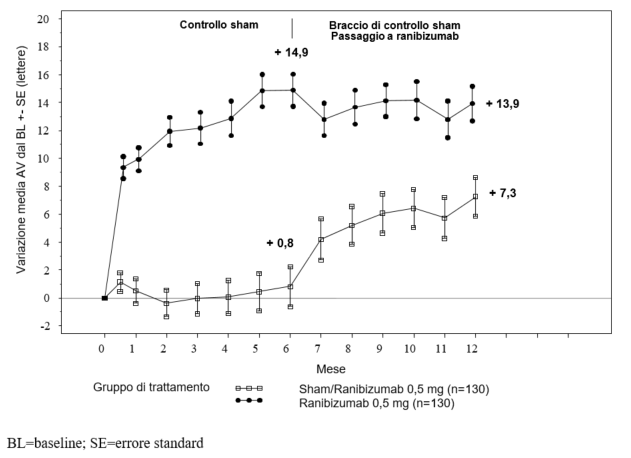 Controllo sham
Braccio di controllo sham
Passaggio a ranibizumab
Variazione media AV dal BL +- SE (lettere)
20
18
16
14
12
10
8
6
4
2
0
-2
+ 14,9
+ 13,9
+ 0,8
+ 7,3
0 1 2 3 4 5 6 7 8 9 10 11 12
Mese
Gruppo di trattamento
Sham/Ranibizumab 0,5 mg (n=130)
Ranibizumab 0,5 mg (n=130)
BL=baseline; SE=errore standard